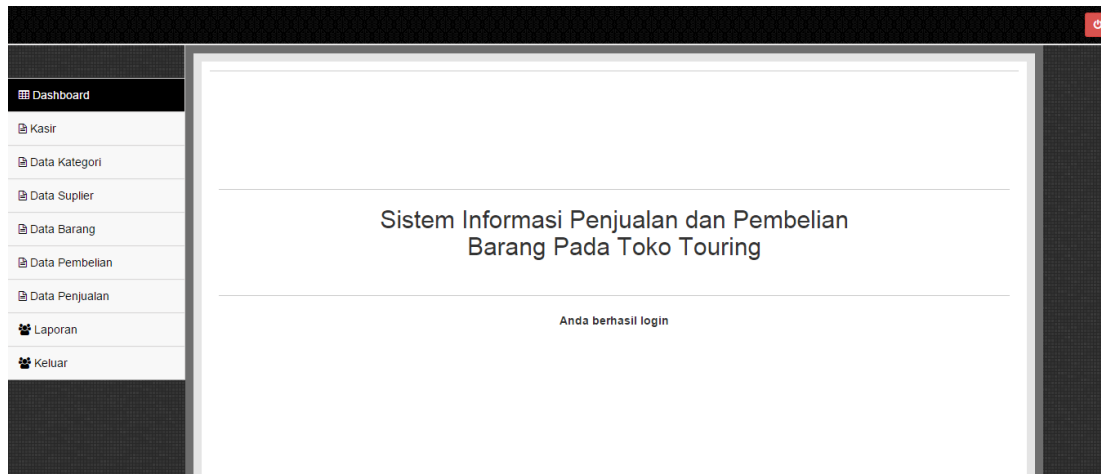 Dashboard
Kasir
Data Kategori
Data Suplier
Data Barang
Data Pembelian
Data Penjualan
Laporan
Keluar
Sistem Informasi Penjualan dan Pembelian
Barang Pada Toko Touring
Anda berhasil login